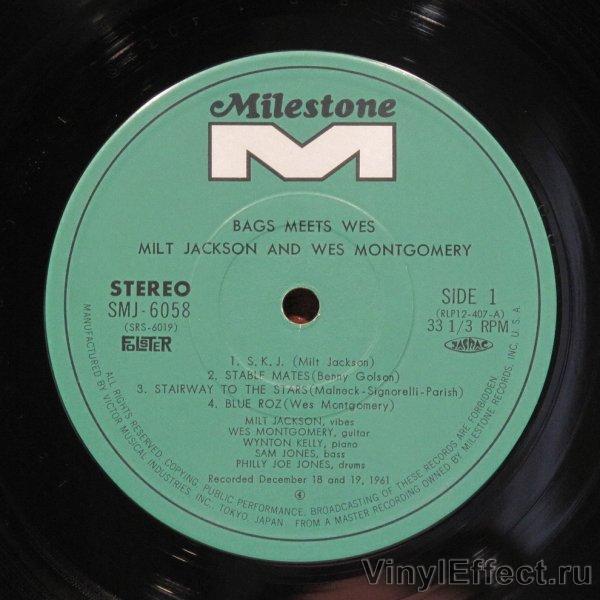 Milestone
M
BAGS MEETS WES
MILT JACKSON AND WES MONTGOMERY
STEREO
SMJ-6058
(SRS-6019)
FOLSTER
SIDE 1
(RLP12-407-A)
33 1/3 RPM
JASRAC
1. S. K. J. (Milt Jackson)
2. STABLE MATES (Benny Golson)
3. STAIRWAY TO THE STARS (Malneck-Signorelli-Parish)
4. BLUE ROZ (Wes Montgomery)
MILT JACKSON, vibes
WES MONTGOMERY, guitar
WYNTON KELLY, piano
SAM JONES, bass
PHILLY JOE JONES, drums
Recorded December 18 and 19, 1961
4
MANUFACTURED BY VICTOR MUSICAL INDUSTRIES, INC., TOKYO, JAPAN FROM A MASTER RECORDING OWNED BY MILESTONE RECORDS, INC. U.S.A.
ALL RIGHTS RESERVED. COPYING, PUBLIC PERFORMANCE, BROADCASTING OF THESE RECORDS ARE FORBIDDEN
VinylEffect.ru